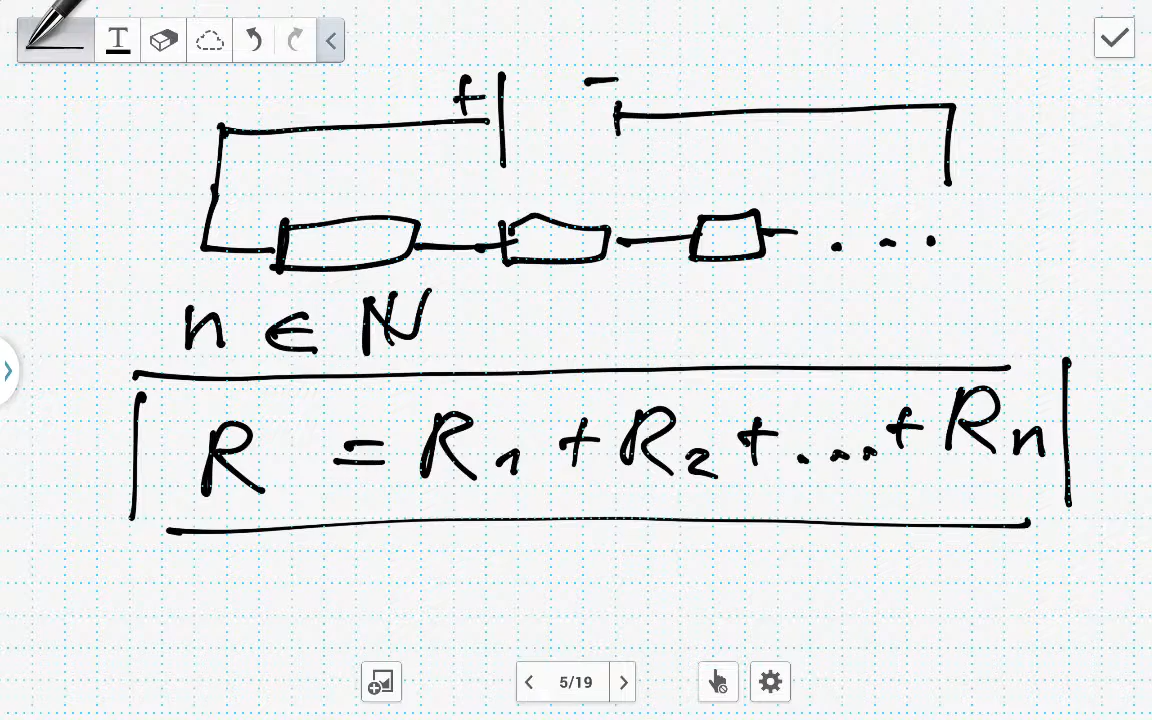 T
+ -
...
n ∈ ℕ
R = R₁ + R₂ + ... + Rₙ
5/19